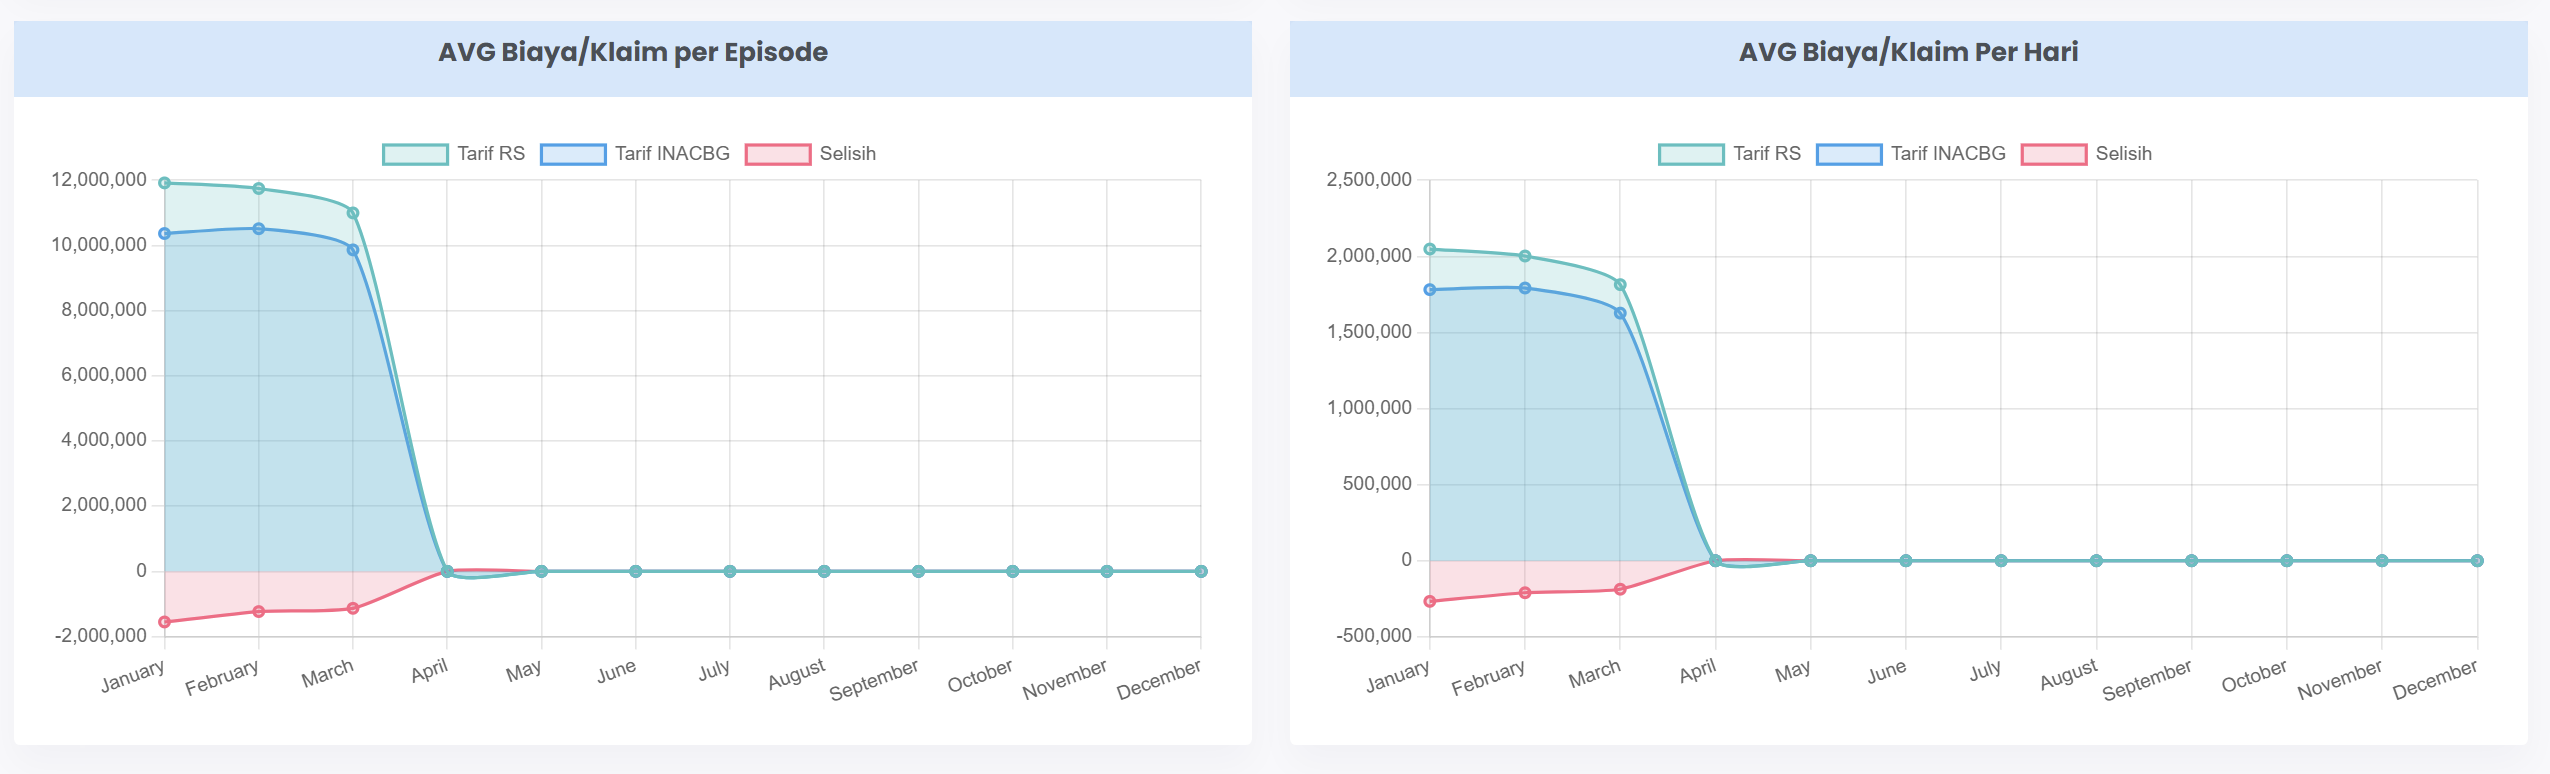 AVG Biaya/Klaim per Episode
Tarif RS
Tarif INACBG
Selisih
12,000,000
10,000,000
8,000,000
6,000,000
4,000,000
2,000,000
0
-2,000,000
January
February
March
April
May
June
July
August
September
October
November
December
AVG Biaya/Klaim Per Hari
Tarif RS
Tarif INACBG
Selisih
2,500,000
2,000,000
1,500,000
1,000,000
500,000
0
-500,000
January
February
March
April
May
June
July
August
September
October
November
December